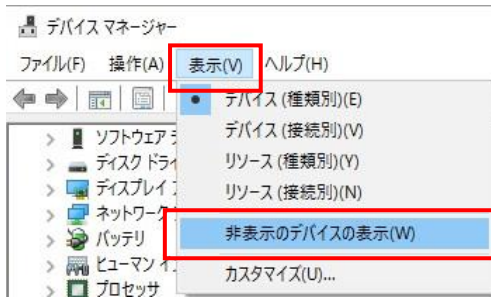 デバイス マネージャー
ファイル(F) 操作(A) 表示(V) ヘルプ(H)
デバイス (種類別)(E)
デバイス (接続別)(V)
リソース (種類別)(Y)
リソース (接続別)(N)
非表示のデバイスの表示(W)
カスタマイズ(U)...
ソフトウェア
ディスク ドライ
ディスプレイ
ネットワーク
バッテリ
ヒューマン
プロセッサ